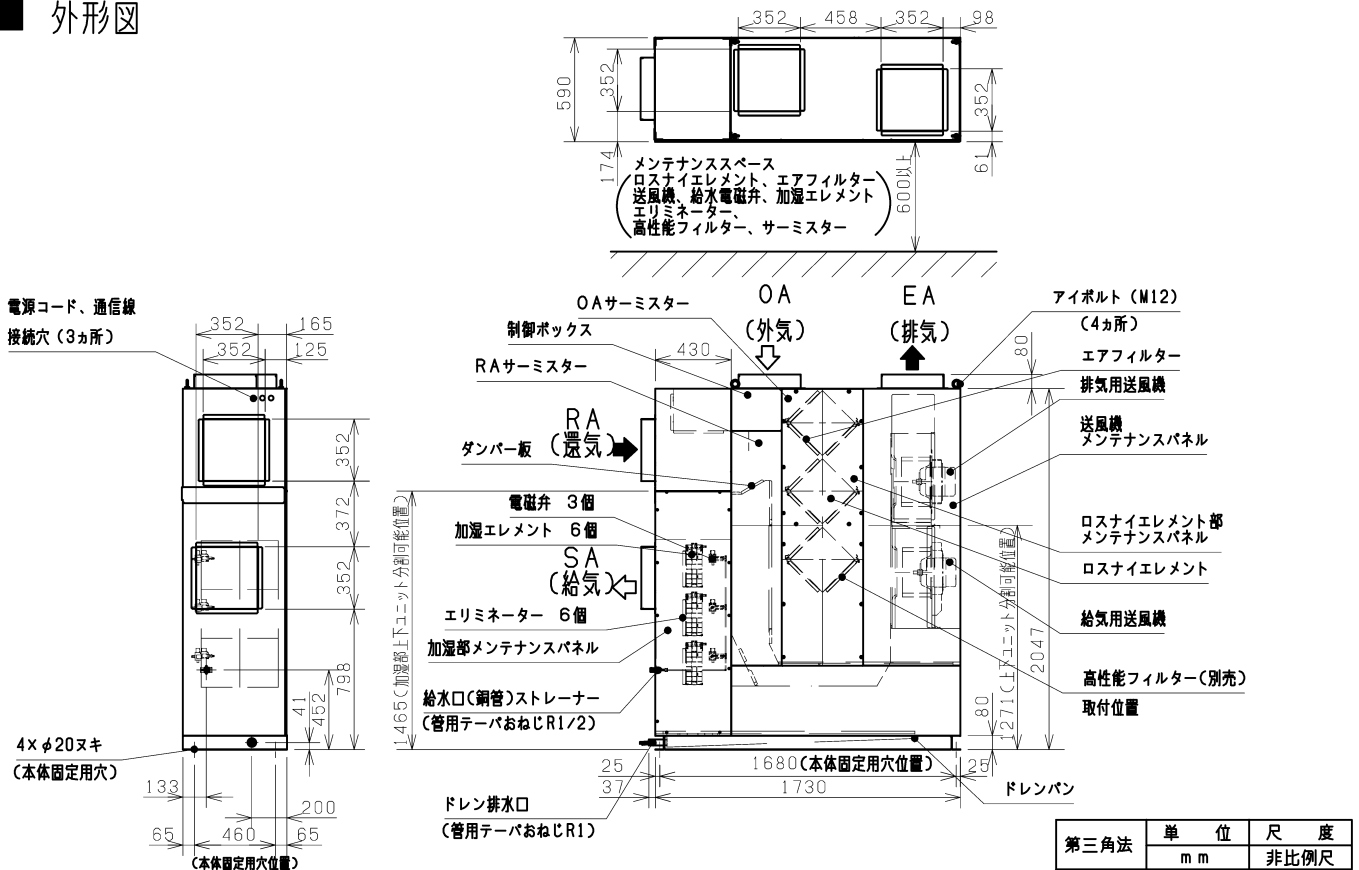 ■ 外形図
352
458
352
98
590
352
174
352
61
600以上
メンテナンススペース
ロスナイエレメント、エアフィルター
送風機、給水電磁弁、加湿エレメント
エリミネーター、
高性能フィルター、サーミスター
電源コード、通信線
接続穴（3ヵ所）
352
165
352
125
352
372
352
798
452
41
4×φ20ヌキ
（本体固定用穴）
133
200
65
460
65
（本体固定用穴位置）
OAサーミスター
制御ボックス
RAサーミスター
ダンパー板
電磁弁 3個
加湿エレメント 6個
エリミネーター 6個
加湿部メンテナンスパネル
給水口（銅管）ストレーナー
（管用テーパおねじR1/2）
ドレン排水口
（管用テーパおねじR1）
OA
（外気）
EA
（排気）
RA
（還気）
SA
（給気）
430
80
1465（加湿部上下ユニット分割可能位置）
1271（上下ユニット分割可能位置）
2047
80
25
1680（本体固定用穴位置）
25
37
1730
アイボルト（M12）
（4ヵ所）
エアフィルター
排気用送風機
送風機
メンテナンスパネル
ロスナイエレメント部
メンテナンスパネル
ロスナイエレメント
給気用送風機
高性能フィルター（別売）
取付位置
ドレンパン
第三角法
単 位
尺 度
mm
非比例尺